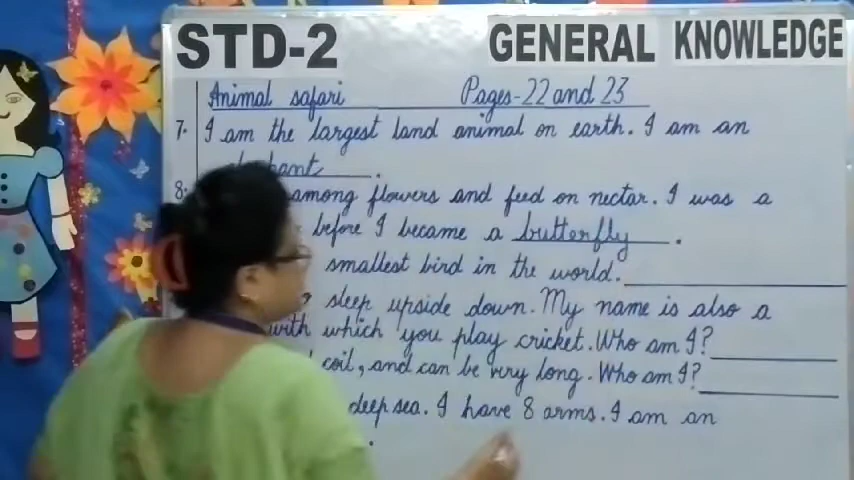 STD-2 GENERAL KNOWLEDGE
Animal safari Pages-22 and 23
7. I am the largest land animal on earth. I am an
elephant.
8. among flowers and feed on nectar. I was a
before I became a butterfly.
smallest bird in the world.
sleep upside down. My name is also a
with which you play cricket. Who am I?
coil, and can be very long. Who am I?
deep sea. I have 8 arms. I am an
.